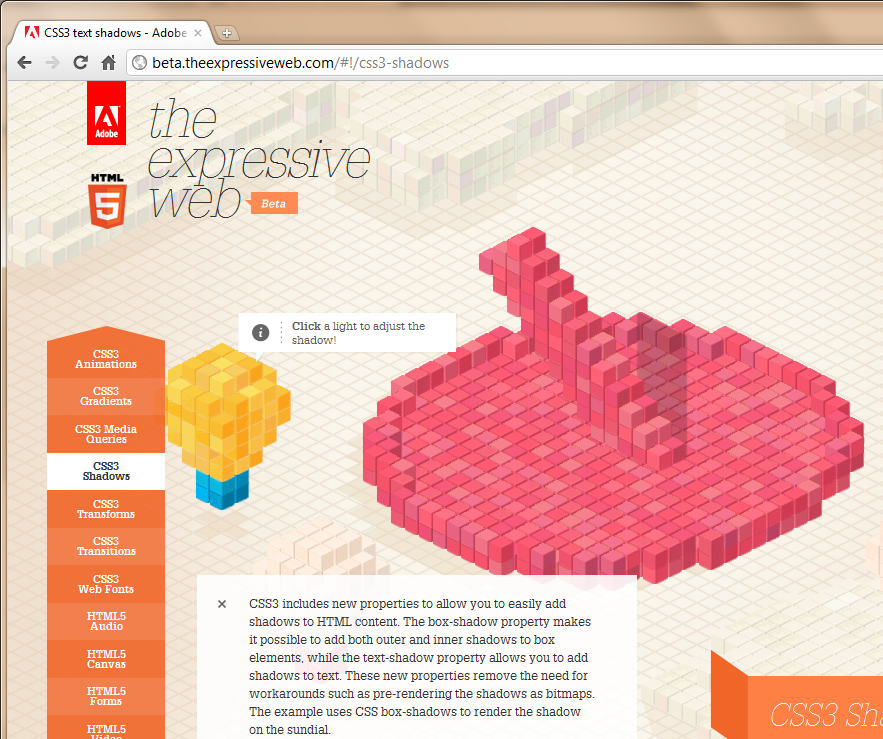 CSS3 text shadows - Adobe
beta.theexpressiveweb.com/#!/css3-shadows
Adobe
the
expressive
web
Beta
HTML
5
Click a light to adjust the
shadow!
CSS3
Animations
CSS3
Gradients
CSS3 Media
Queries
CSS3
Shadows
CSS3
Transforms
CSS3
Transitions
CSS3
Web Fonts
HTML5
Audio
HTML5
Canvas
HTML5
Forms
HTML5
Video
CSS3 includes new properties to allow you to easily add
shadows to HTML content. The box-shadow property makes
it possible to add both outer and inner shadows to box
elements, while the text-shadow property allows you to add
shadows to text. These new properties remove the need for
workarounds such as pre-rendering the shadows as bitmaps.
The example uses CSS box-shadows to render the shadow
on the sundial.
CSS3 Sha